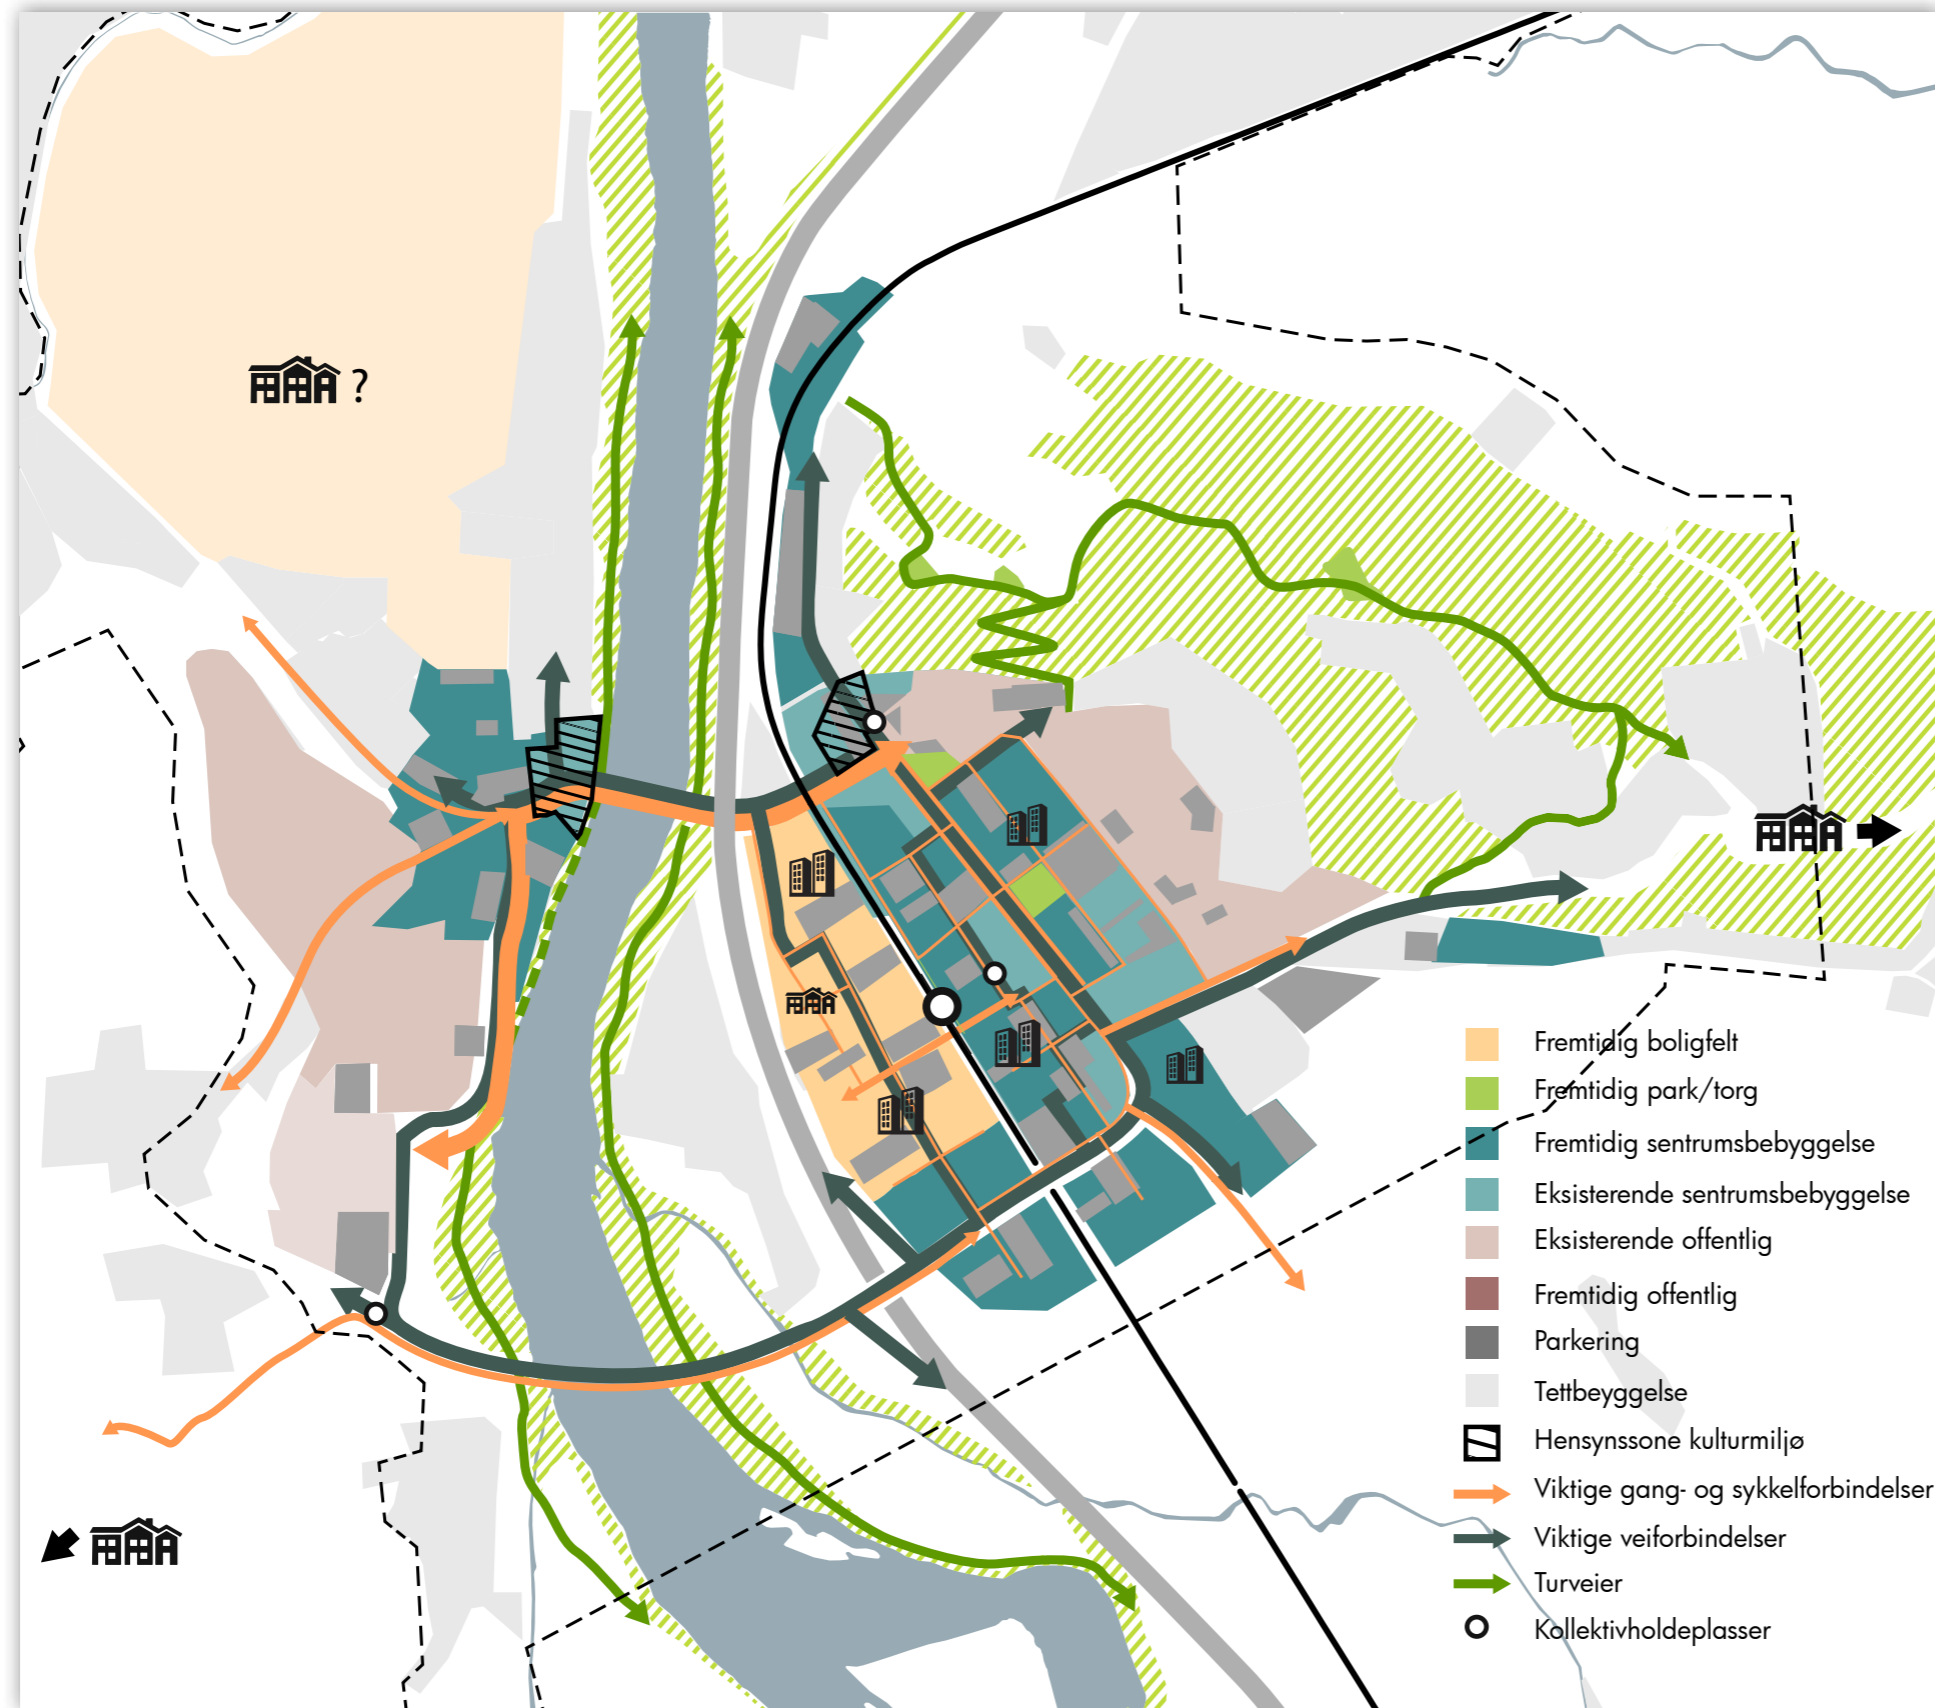 ?
Fremtidig boligfelt
Fremtidig park/torg
Fremtidig sentrumsbebyggelse
Eksisterende sentrumsbebyggelse
Eksisterende offentlig
Fremtidig offentlig
Parkering
Tettbeyggelse
Hensynssone kulturmiljø
Viktige gang- og sykkelforbindelser
Viktige veiforbindelser
Turveier
Kollektivholdeplasser